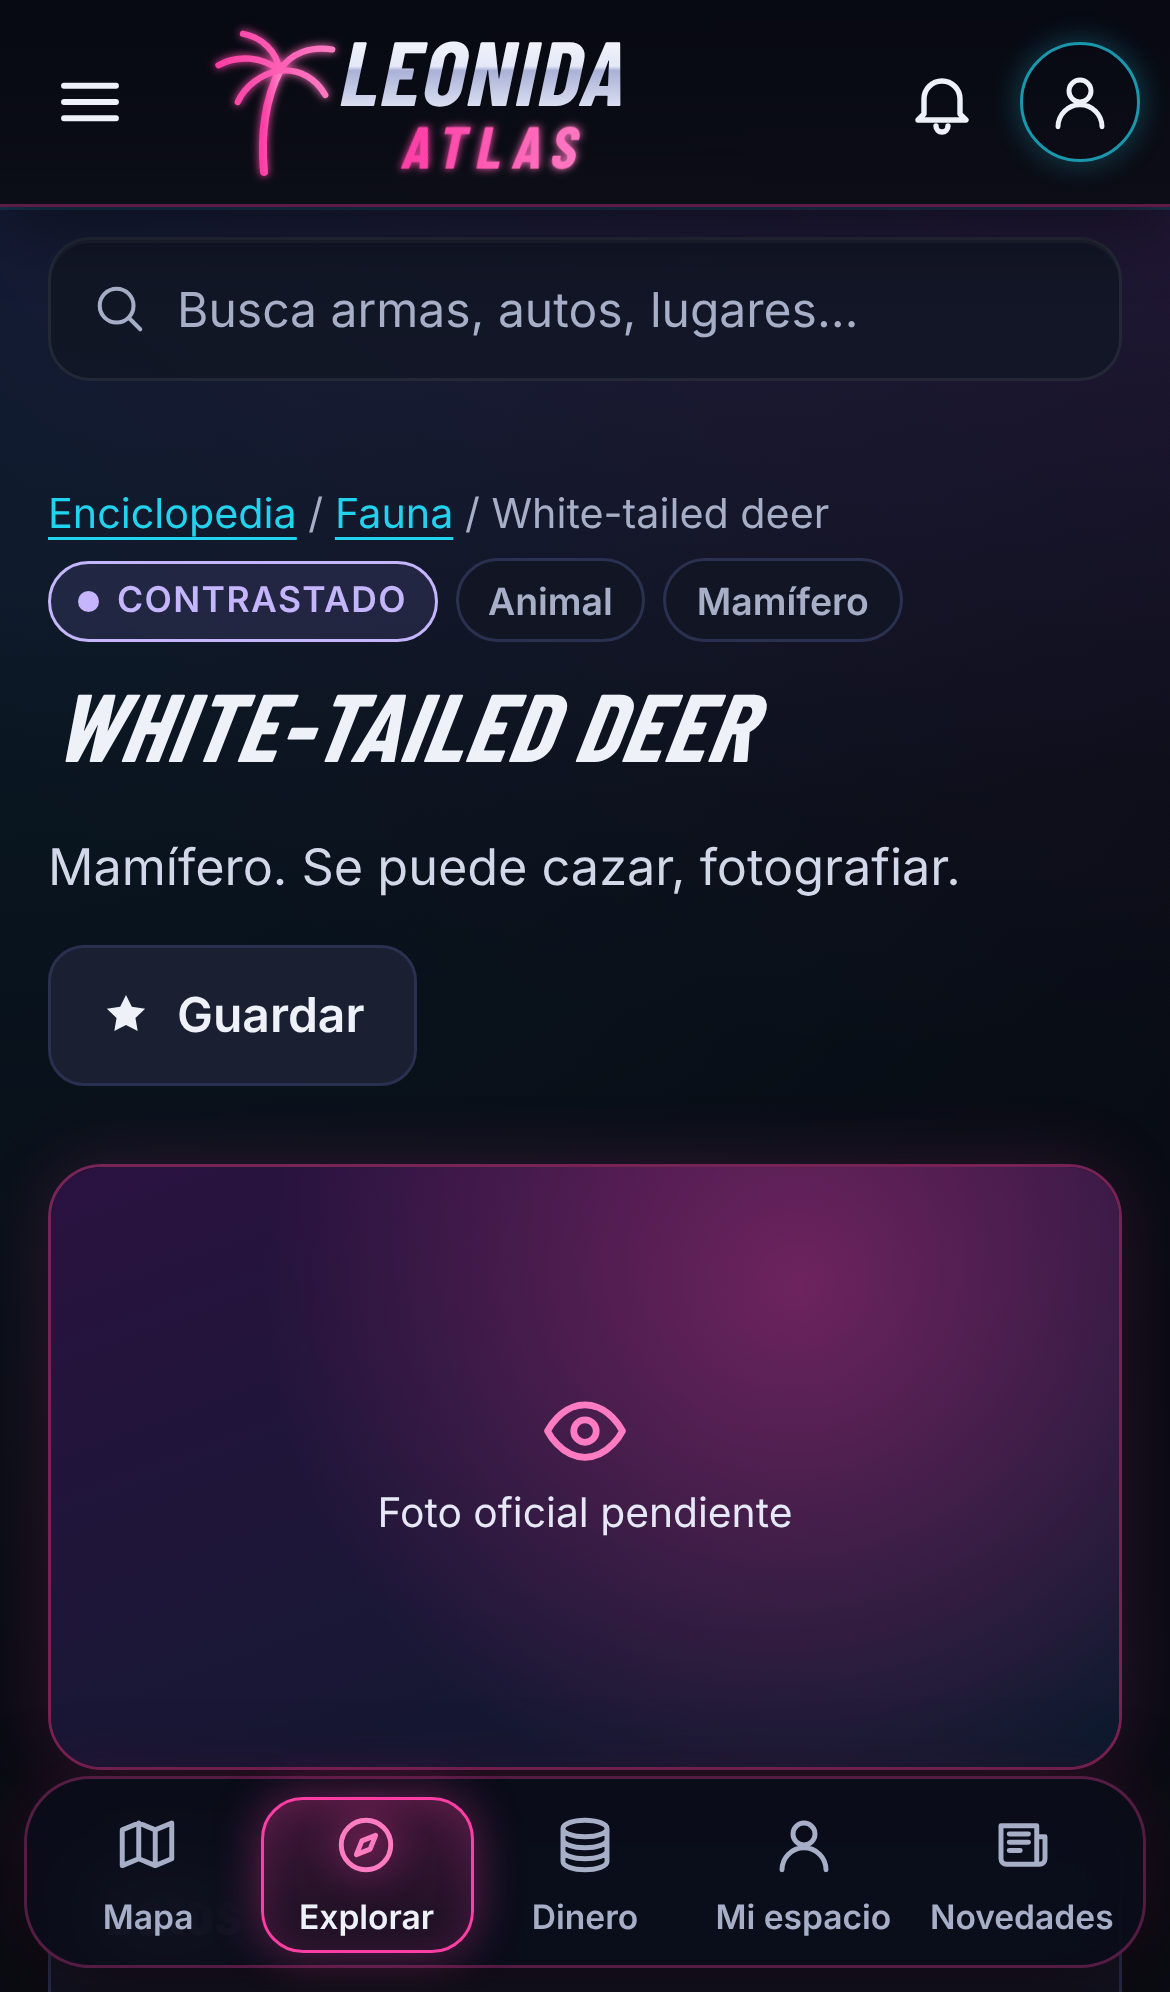 LEONIDA
ATLAS
Busca armas, autos, lugares...
Enciclopedia / Fauna / White-tailed deer
CONTRASTADO Animal Mamífero
WHITE-TAILED DEER
Mamífero. Se puede cazar, fotografiar.
Guardar
Foto oficial pendiente
Mapa Explorar Dinero Mi espacio Novedades